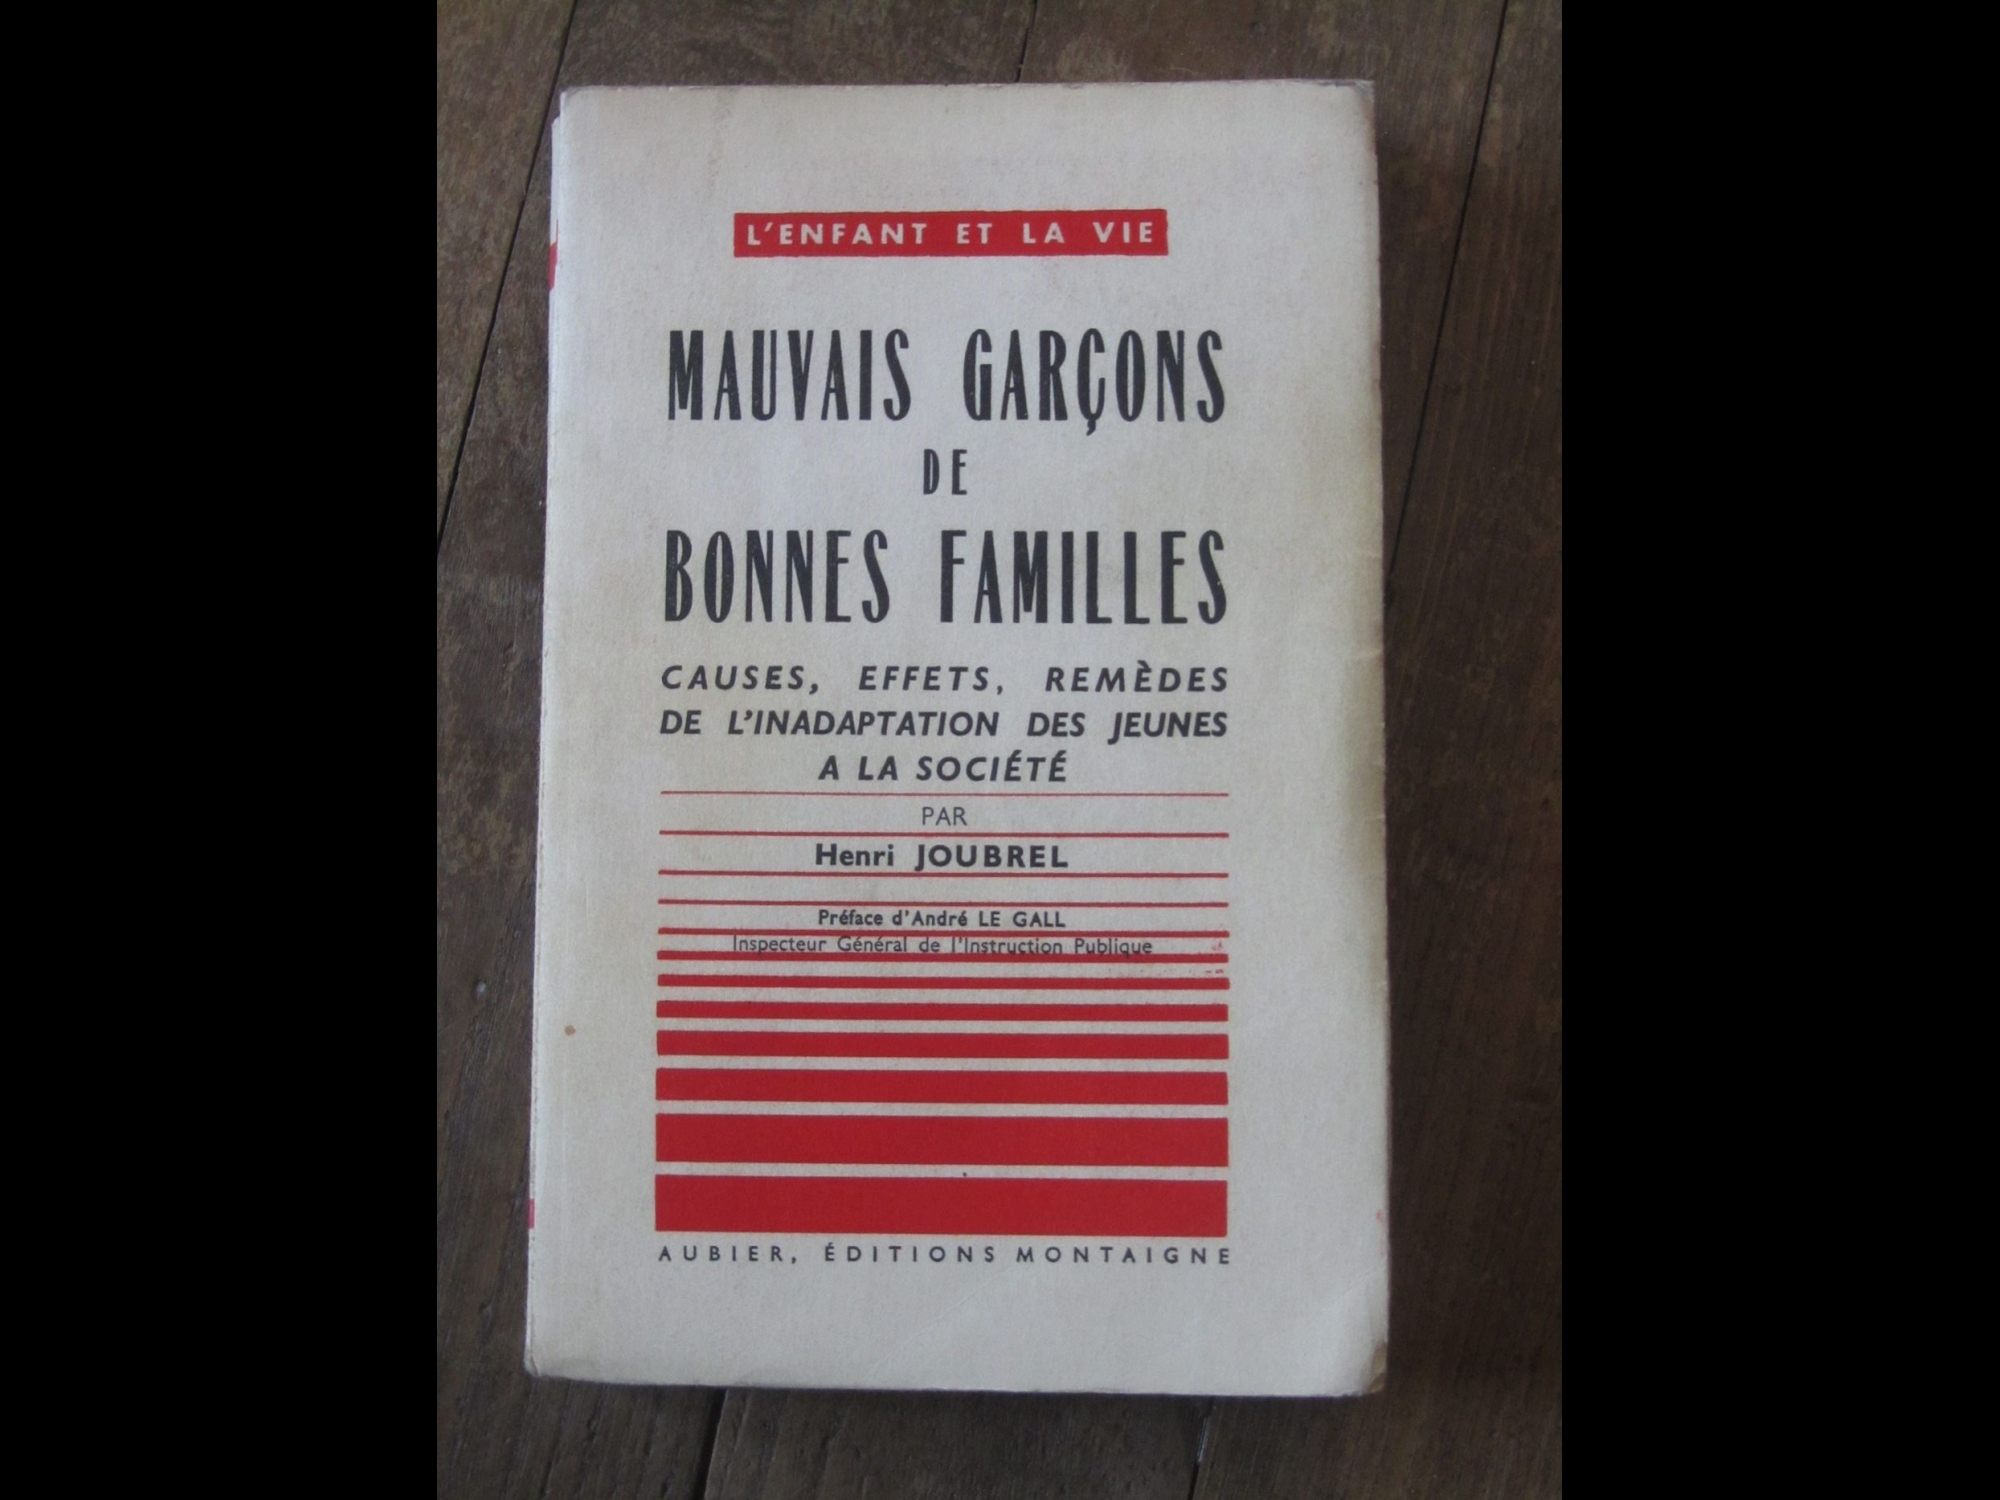 L'ENFANT ET LA VIE
MAUVAIS GARÇONS
DE
BONNES FAMILLES
CAUSES, EFFETS, REMÈDES
DE L'INADAPTATION DES JEUNES
A LA SOCIÉTÉ
PAR
Henri JOUBREL
Préface d'André LE GALL
Inspecteur Général de l'Instruction Publique
AUBIER, ÉDITIONS MONTAIGNE